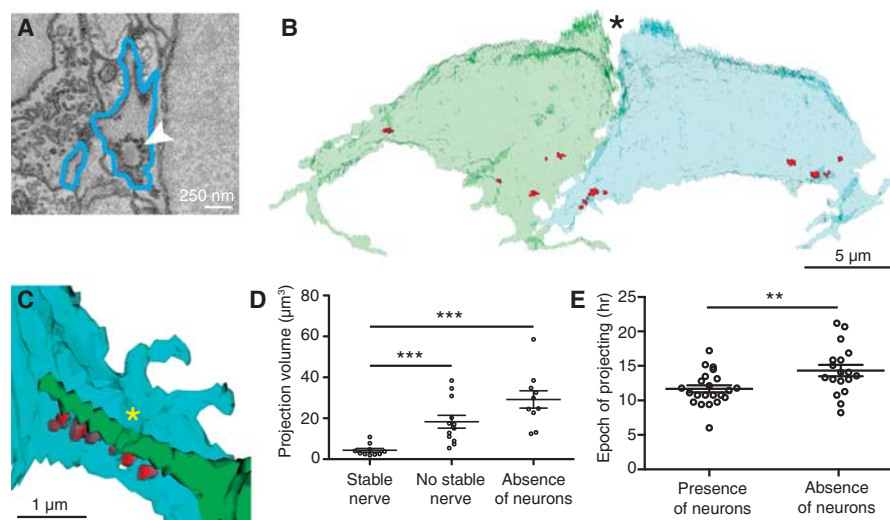 A
250 nm
B
*
5 µm
C
*
1 µm
D
Projection volume (µm³)
80
60
40
20
0
***
***
Stable nerve
No stable nerve
Absence of neurons
E
Epoch of projecting (hr)
25
20
15
10
5
0
**
Presence of neurons
Absence of neurons